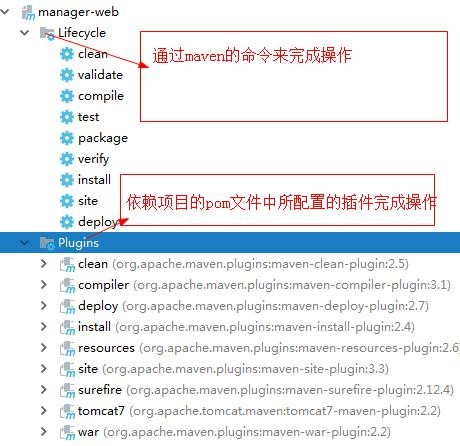 manager-web
Lifecycle
clean
通过maven的命令来完成操作
validate
compile
test
package
verify
install
site
依赖项目的pom文件中所配置的插件完成操作
deploy
Plugins
clean (org.apache.maven.plugins:maven-clean-plugin:2.5)
compiler (org.apache.maven.plugins:maven-compiler-plugin:3.1)
deploy (org.apache.maven.plugins:maven-deploy-plugin:2.7)
install (org.apache.maven.plugins:maven-install-plugin:2.4)
resources (org.apache.maven.plugins:maven-resources-plugin:2.6
site (org.apache.maven.plugins:maven-site-plugin:3.3)
surefire (org.apache.maven.plugins:maven-surefire-plugin:2.12.4)
tomcat7 (org.apache.tomcat.maven:tomcat7-maven-plugin:2.2)
war (org.apache.maven.plugins:maven-war-plugin:2.2)